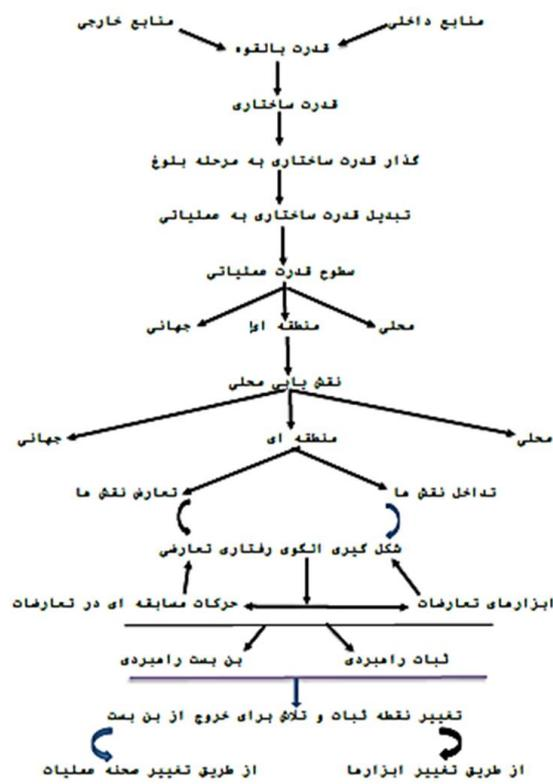 منابع داخلی
منابع خارجی
قدرت بالقوه
قدرت ساختاری
گذار قدرت ساختاری به مرحله بلوغ
تبدیل قدرت ساختاری به عملیاتی
سطوح قدرت عملیاتی
محلی
منطقه ای
جهانی
نقش یابی محلی
محلی
منطقه ای
جهانی
تداخل نقش ها
تعارض نقش ها
شکل گیری الگوی رفتاری تعارضی
ابزارهای تعارضات
حرکات مسابقه ای در تعارضات
ثبات راهبردی
بن بست راهبردی
تغییر نقطه ثبات و تلاش برای خروج از بن بست
از طریق تغییر ابزارها
از طریق تغییر صحنه عملیات